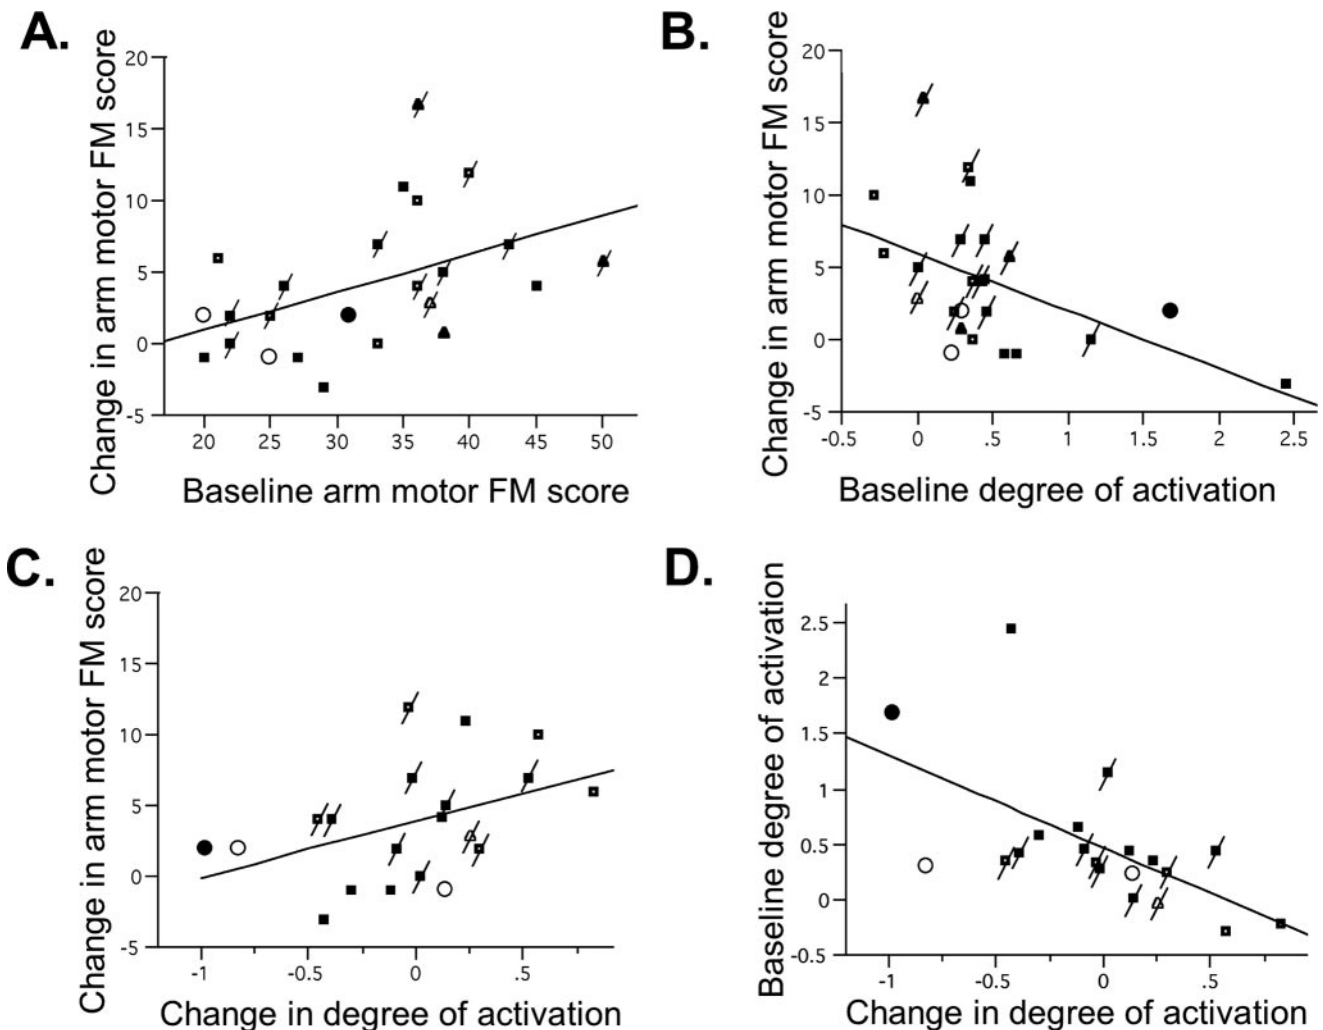 A.
Change in arm motor FM score
20
15
10
5
0
-5
20 25 30 35 40 45 50
Baseline arm motor FM score
B.
Change in arm motor FM score
20
15
10
5
0
-5
-0.5 0 .5 1 1.5 2 2.5
Baseline degree of activation
C.
Change in arm motor FM score
20
15
10
5
0
-5
-1 -0.5 0 .5
Change in degree of activation
D.
Baseline degree of activation
2.5
2
1.5
1
0.5
0
-0.5
-1 -0.5 0 .5
Change in degree of activation